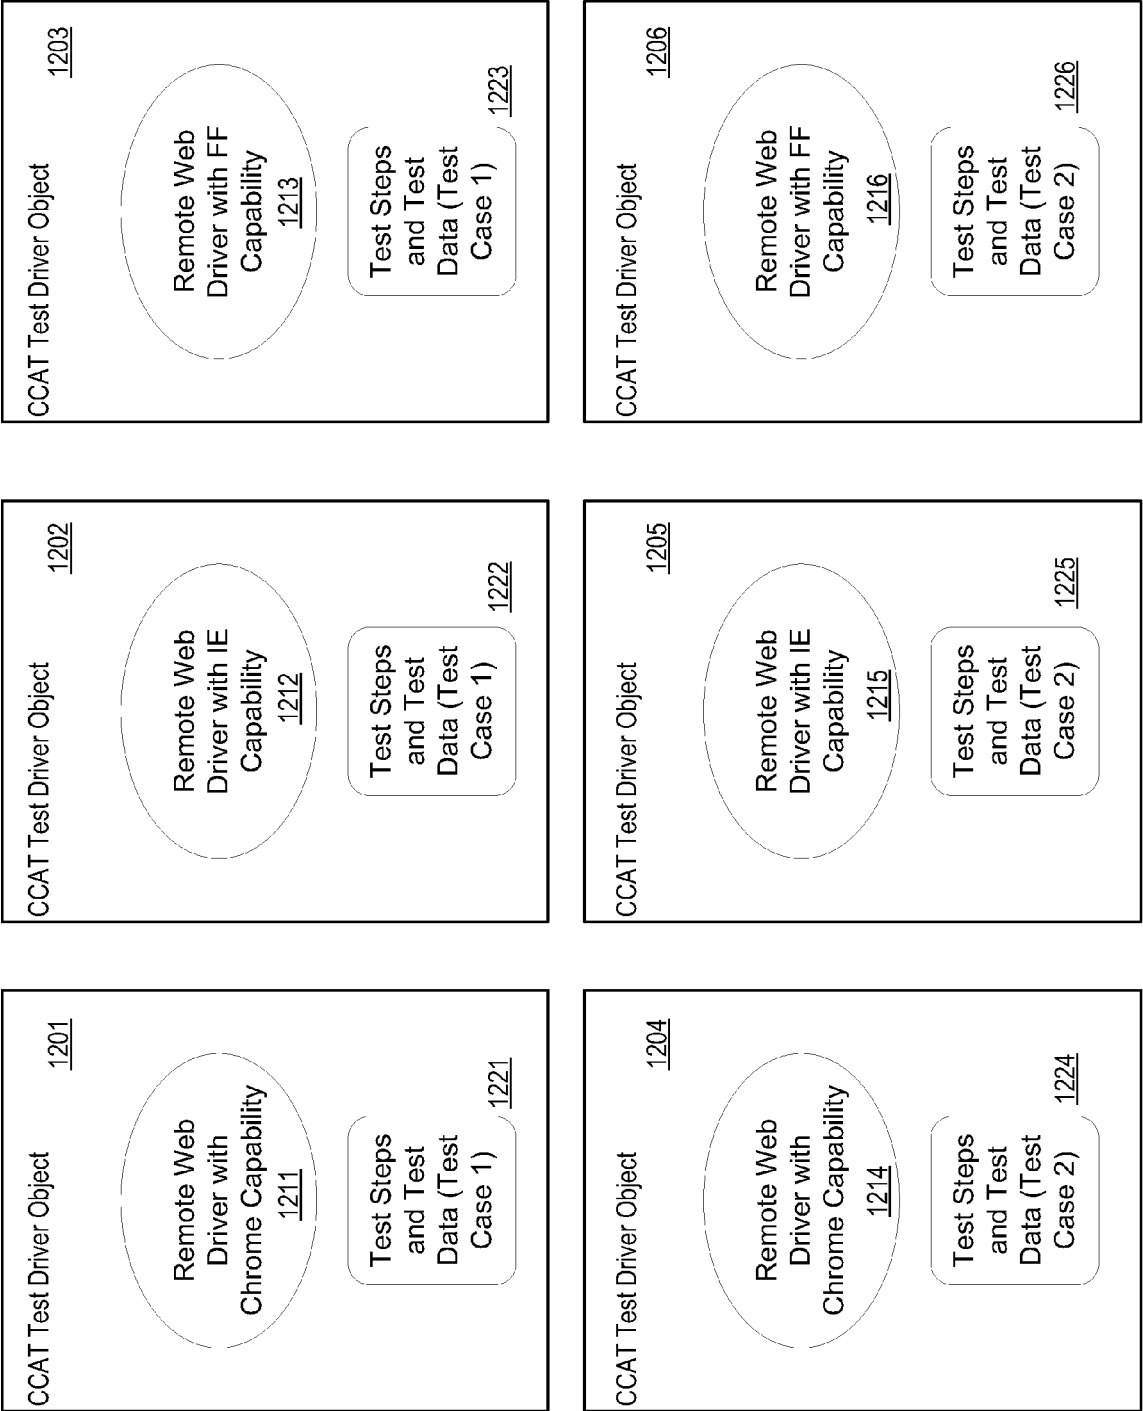 CCAT Test Driver Object
1201
Remote Web
Driver with
Chrome Capability
1211
1221
Test Steps
and Test
Data (Test
Case 1)
CCAT Test Driver Object
1202
Remote Web
Driver with IE
Capability
1212
1222
Test Steps
and Test
Data (Test
Case 1)
CCAT Test Driver Object
1203
Remote Web
Driver with FF
Capability
1213
1223
Test Steps
and Test
Data (Test
Case 1)
CCAT Test Driver Object
1204
Remote Web
Driver with
Chrome Capability
1214
1224
Test Steps
and Test
Data (Test
Case 2)
CCAT Test Driver Object
1205
Remote Web
Driver with IE
Capability
1215
1225
Test Steps
and Test
Data (Test
Case 2)
CCAT Test Driver Object
1206
Remote Web
Driver with FF
Capability
1216
1226
Test Steps
and Test
Data (Test
Case 2)